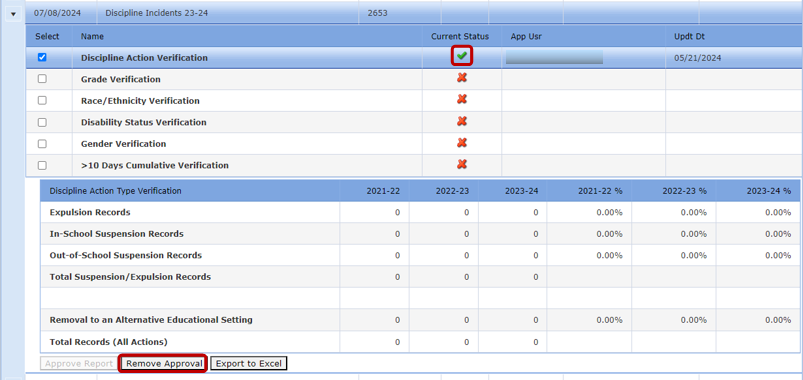 07/08/2024 Discipline Incidents 23-24 2653
Select Name Current Status App Usr Updt Dt
Discipline Action Verification 05/21/2024
Grade Verification
Race/Ethnicity Verification
Disability Status Verification
Gender Verification
>10 Days Cumulative Verification
Discipline Action Type Verification 2021-22 2022-23 2023-24 2021-22 % 2022-23 % 2023-24 %
Expulsion Records 0 0 0 0.00% 0.00% 0.00%
In-School Suspension Records 0 0 0 0.00% 0.00% 0.00%
Out-of-School Suspension Records 0 0 0 0.00% 0.00% 0.00%
Total Suspension/Expulsion Records 0 0 0
Removal to an Alternative Educational Setting 0 0 0 0.00% 0.00% 0.00%
Total Records (All Actions) 0 0 0
Approve Report Remove Approval Export to Excel